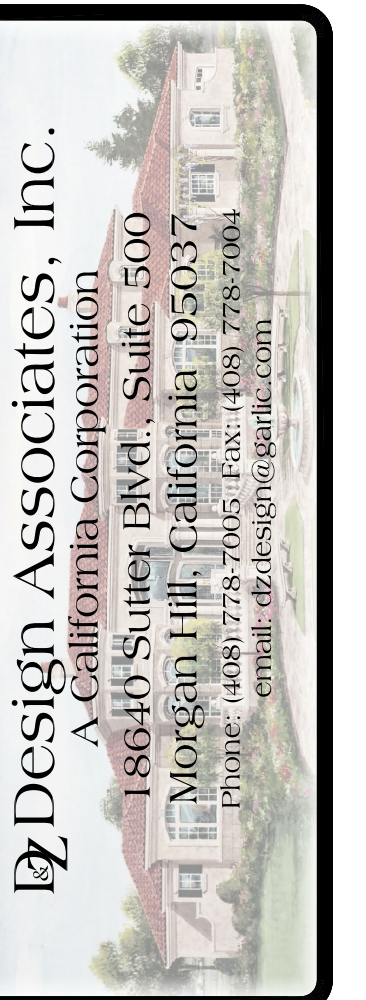 D&Z Design Associates, Inc.
A California Corporation
18640 Sutter Blvd., Suite 500
Morgan Hill, California 95037
Phone: (408) 778-7005 Fax: (408) 778-7004
email: dzdesign@garlic.com